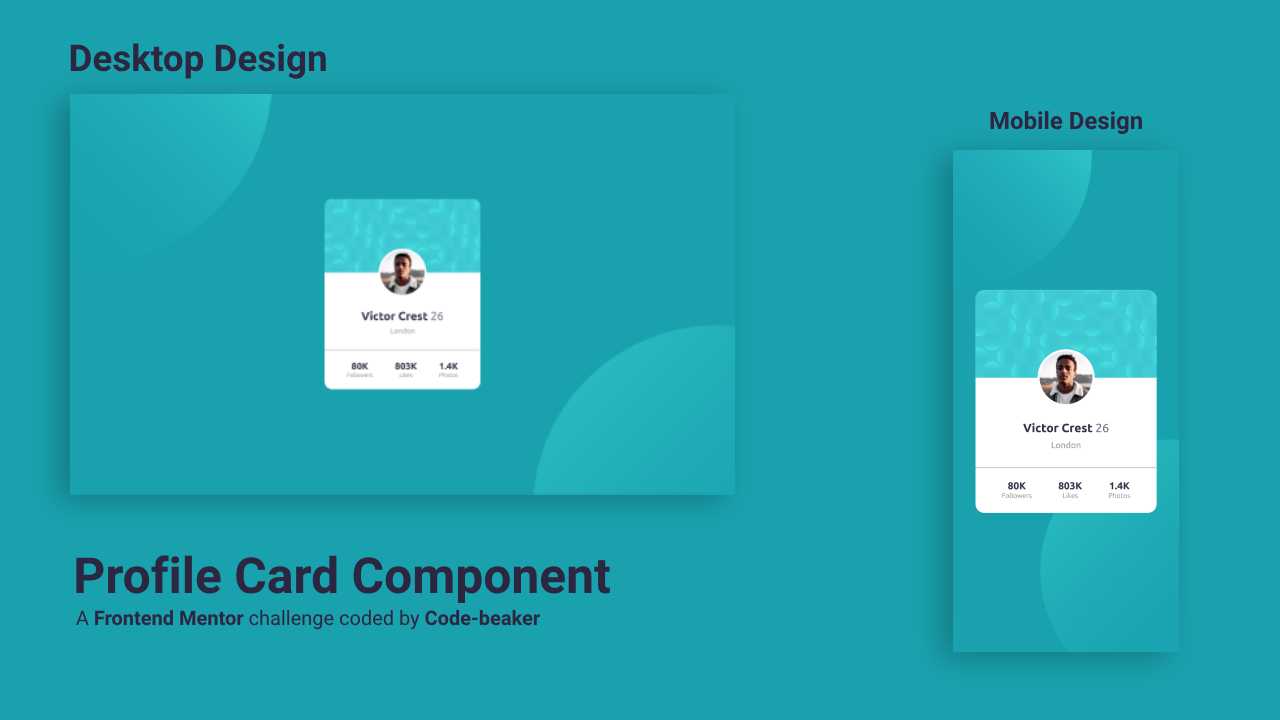 Desktop Design
Victor Crest 26
London
80K 803K 1.4K
Followers Likes Photos
Mobile Design
Victor Crest 26
London
80K 803K 1.4K
Followers Likes Photos
Profile Card Component
A Frontend Mentor challenge coded by Code-beaker